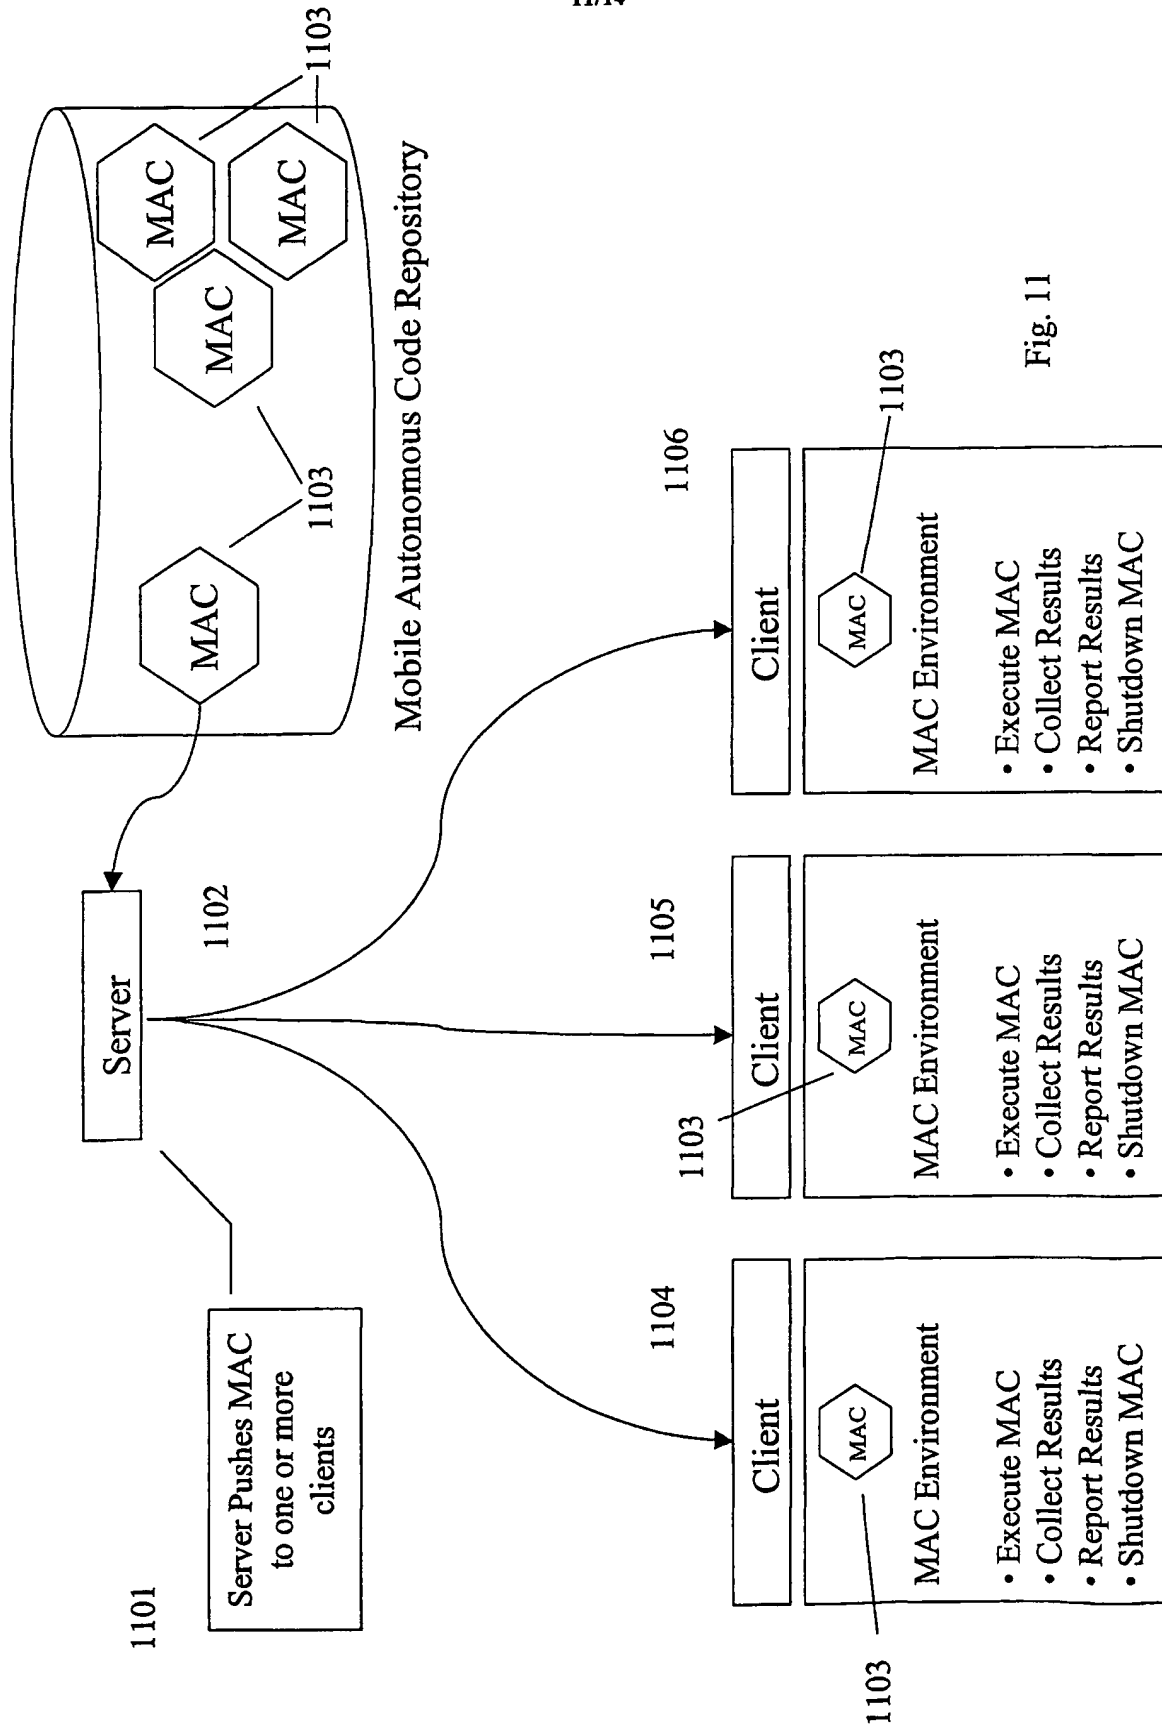 11/14
1101
Server Pushes MAC
to one or more
clients
Server
1102
MAC
MAC
MAC
MAC
1103
1103
Mobile Autonomous Code Repository
1104
1105
1106
Client
MAC
1103
MAC Environment
• Execute MAC
• Collect Results
• Report Results
• Shutdown MAC
Client
MAC
1103
MAC Environment
• Execute MAC
• Collect Results
• Report Results
• Shutdown MAC
Client
MAC
1103
MAC Environment
• Execute MAC
• Collect Results
• Report Results
• Shutdown MAC
Fig. 11